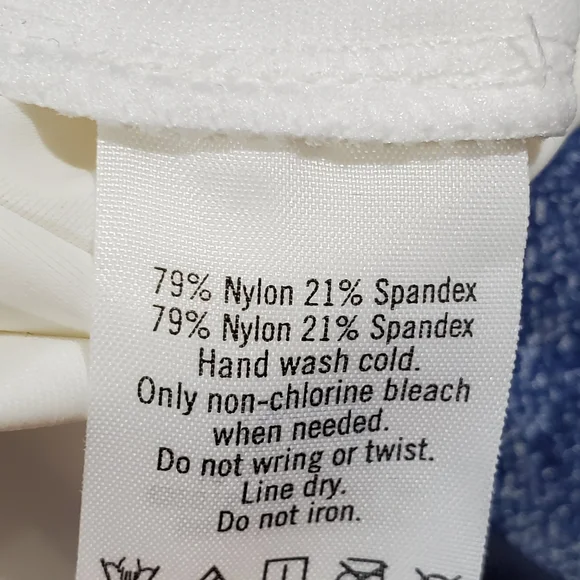 79% Nylon 21% Spandex
79% Nylon 21% Spandex
Hand wash cold.
Only non-chlorine bleach
when needed.
Do not wring or twist.
Line dry.
Do not iron.